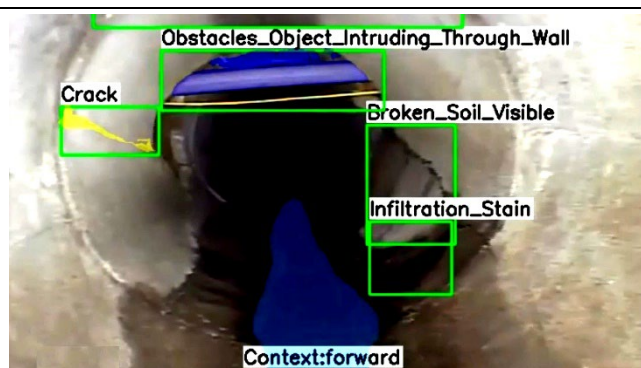 Obstacles_Object_Intruding_Through_Wall
Crack
Broken_Soil_Visible
Infiltration_Stain
Context:forward